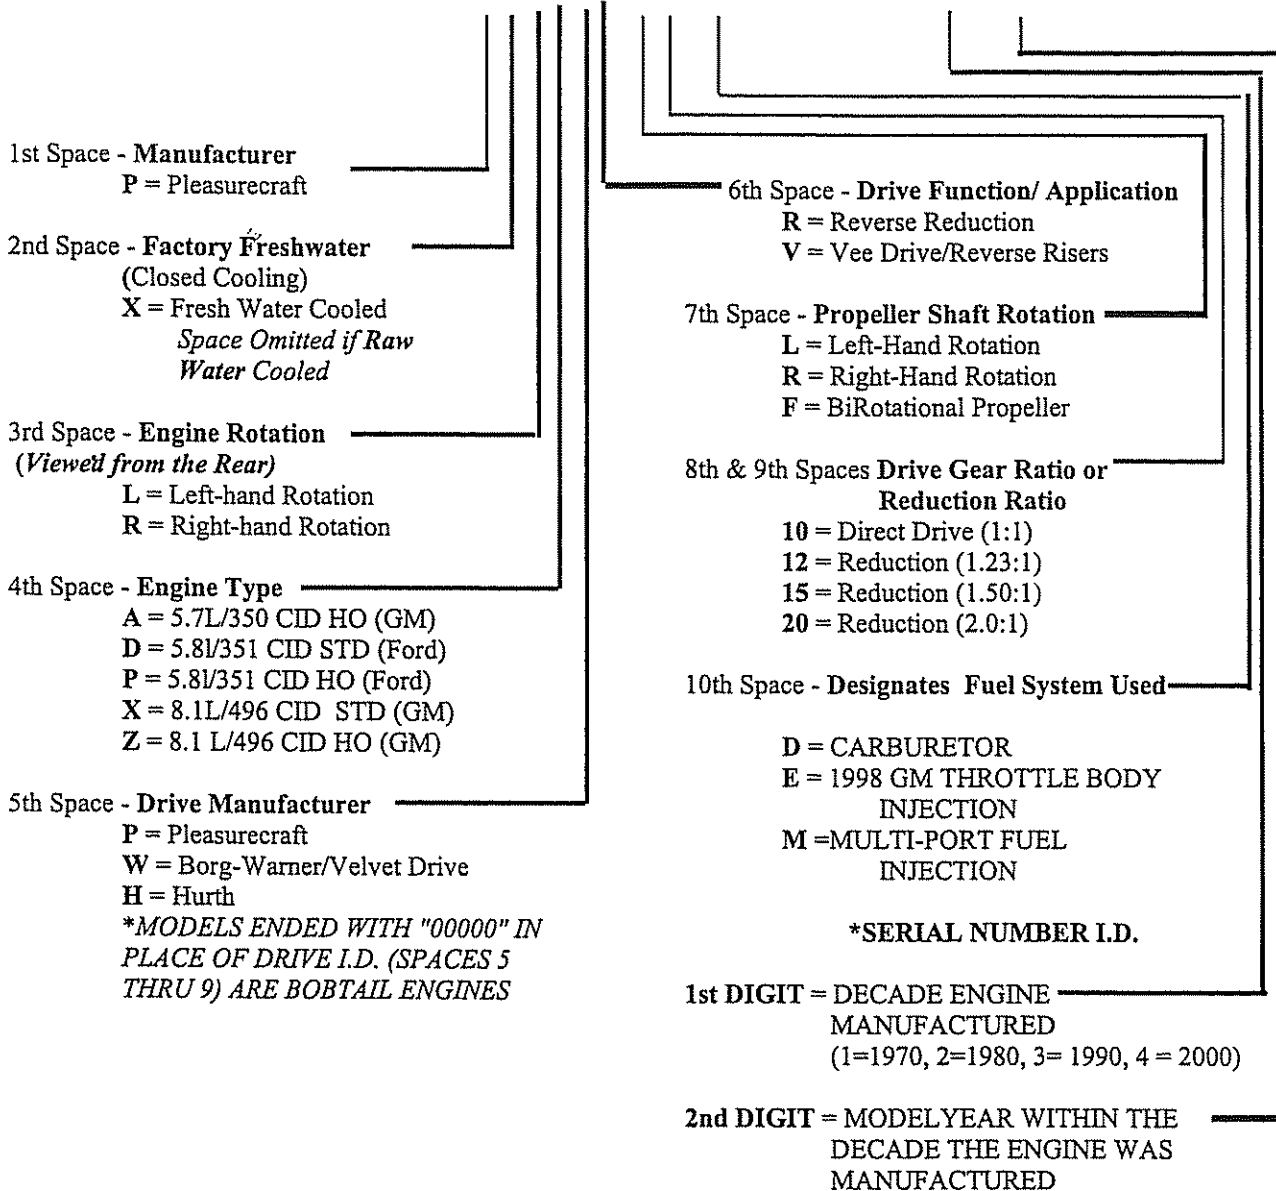 1st Space - Manufacturer
P = Pleasurecraft
2nd Space - Factory Freshwater
(Closed Cooling)
X = Fresh Water Cooled
Space Omitted if Raw
Water Cooled
3rd Space - Engine Rotation
(Viewed from the Rear)
L = Left-hand Rotation
R = Right-hand Rotation
4th Space - Engine Type
A = 5.7L/350 CID HO (GM)
D = 5.8l/351 CID STD (Ford)
P = 5.8l/351 CID HO (Ford)
X = 8.1L/496 CID STD (GM)
Z = 8.1 L/496 CID HO (GM)
5th Space - Drive Manufacturer
P = Pleasurecraft
W = Borg-Warner/Velvet Drive
H = Hurth
*MODELS ENDED WITH "00000" IN
PLACE OF DRIVE I.D. (SPACES 5
THRU 9) ARE BOBTAIL ENGINES
6th Space - Drive Function/ Application
R = Reverse Reduction
V = Vee Drive/Reverse Risers
7th Space - Propeller Shaft Rotation
L = Left-Hand Rotation
R = Right-Hand Rotation
F = BiRotational Propeller
8th & 9th Spaces Drive Gear Ratio or
Reduction Ratio
10 = Direct Drive (1:1)
12 = Reduction (1.23:1)
15 = Reduction (1.50:1)
20 = Reduction (2.0:1)
10th Space - Designates Fuel System Used
D = CARBURETOR
E = 1998 GM THROTTLE BODY
INJECTION
M =MULTI-PORT FUEL
INJECTION
*SERIAL NUMBER I.D.
1st DIGIT = DECADE ENGINE
MANUFACTURED
(1=1970, 2=1980, 3= 1990, 4 = 2000)
2nd DIGIT = MODELYEAR WITHIN THE
DECADE THE ENGINE WAS
MANUFACTURED